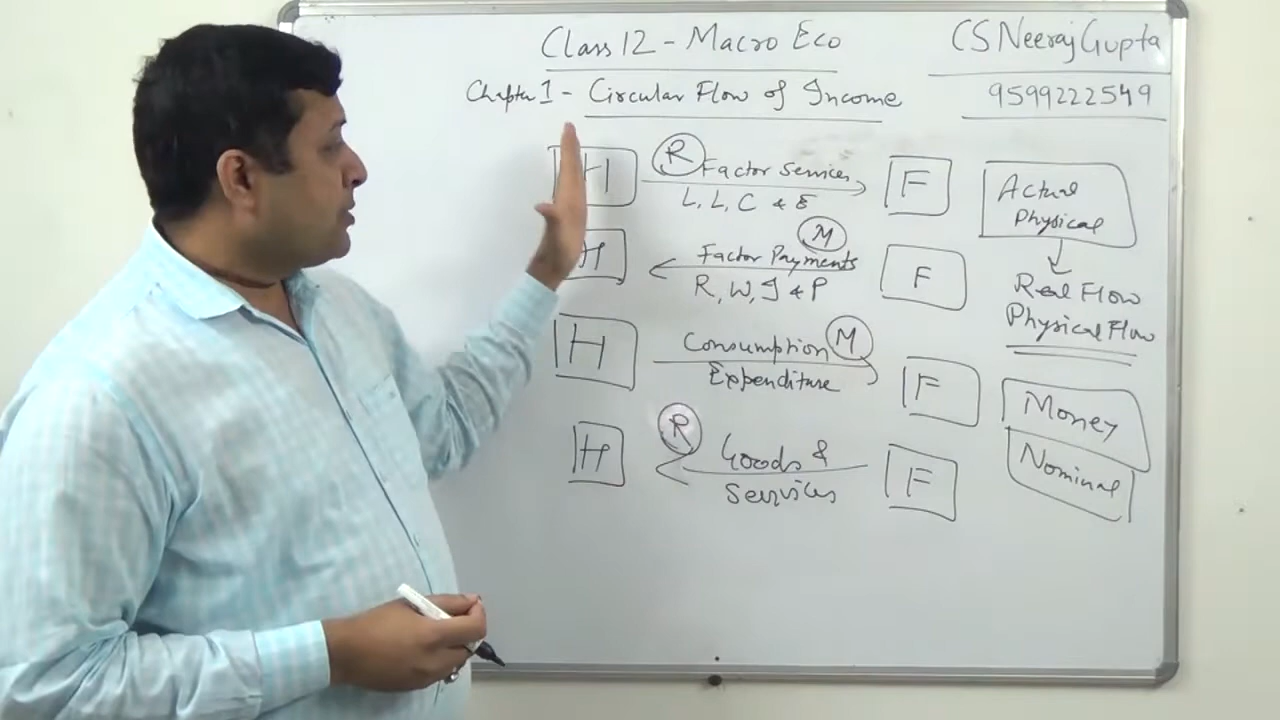 Class 12 - Macro Eco
CS Neeraj Gupta
Chapter 1 - Circular Flow of Income
9599222549
H
R
Factor Services
F
L, L, C & E
H
M
Factor Payments
F
R, W, I & P
H
Consumption
M
Expenditure
F
H
R
Goods &
Services
F
Actual
Physical
Real Flow
Physical Flow
Money
Nominal